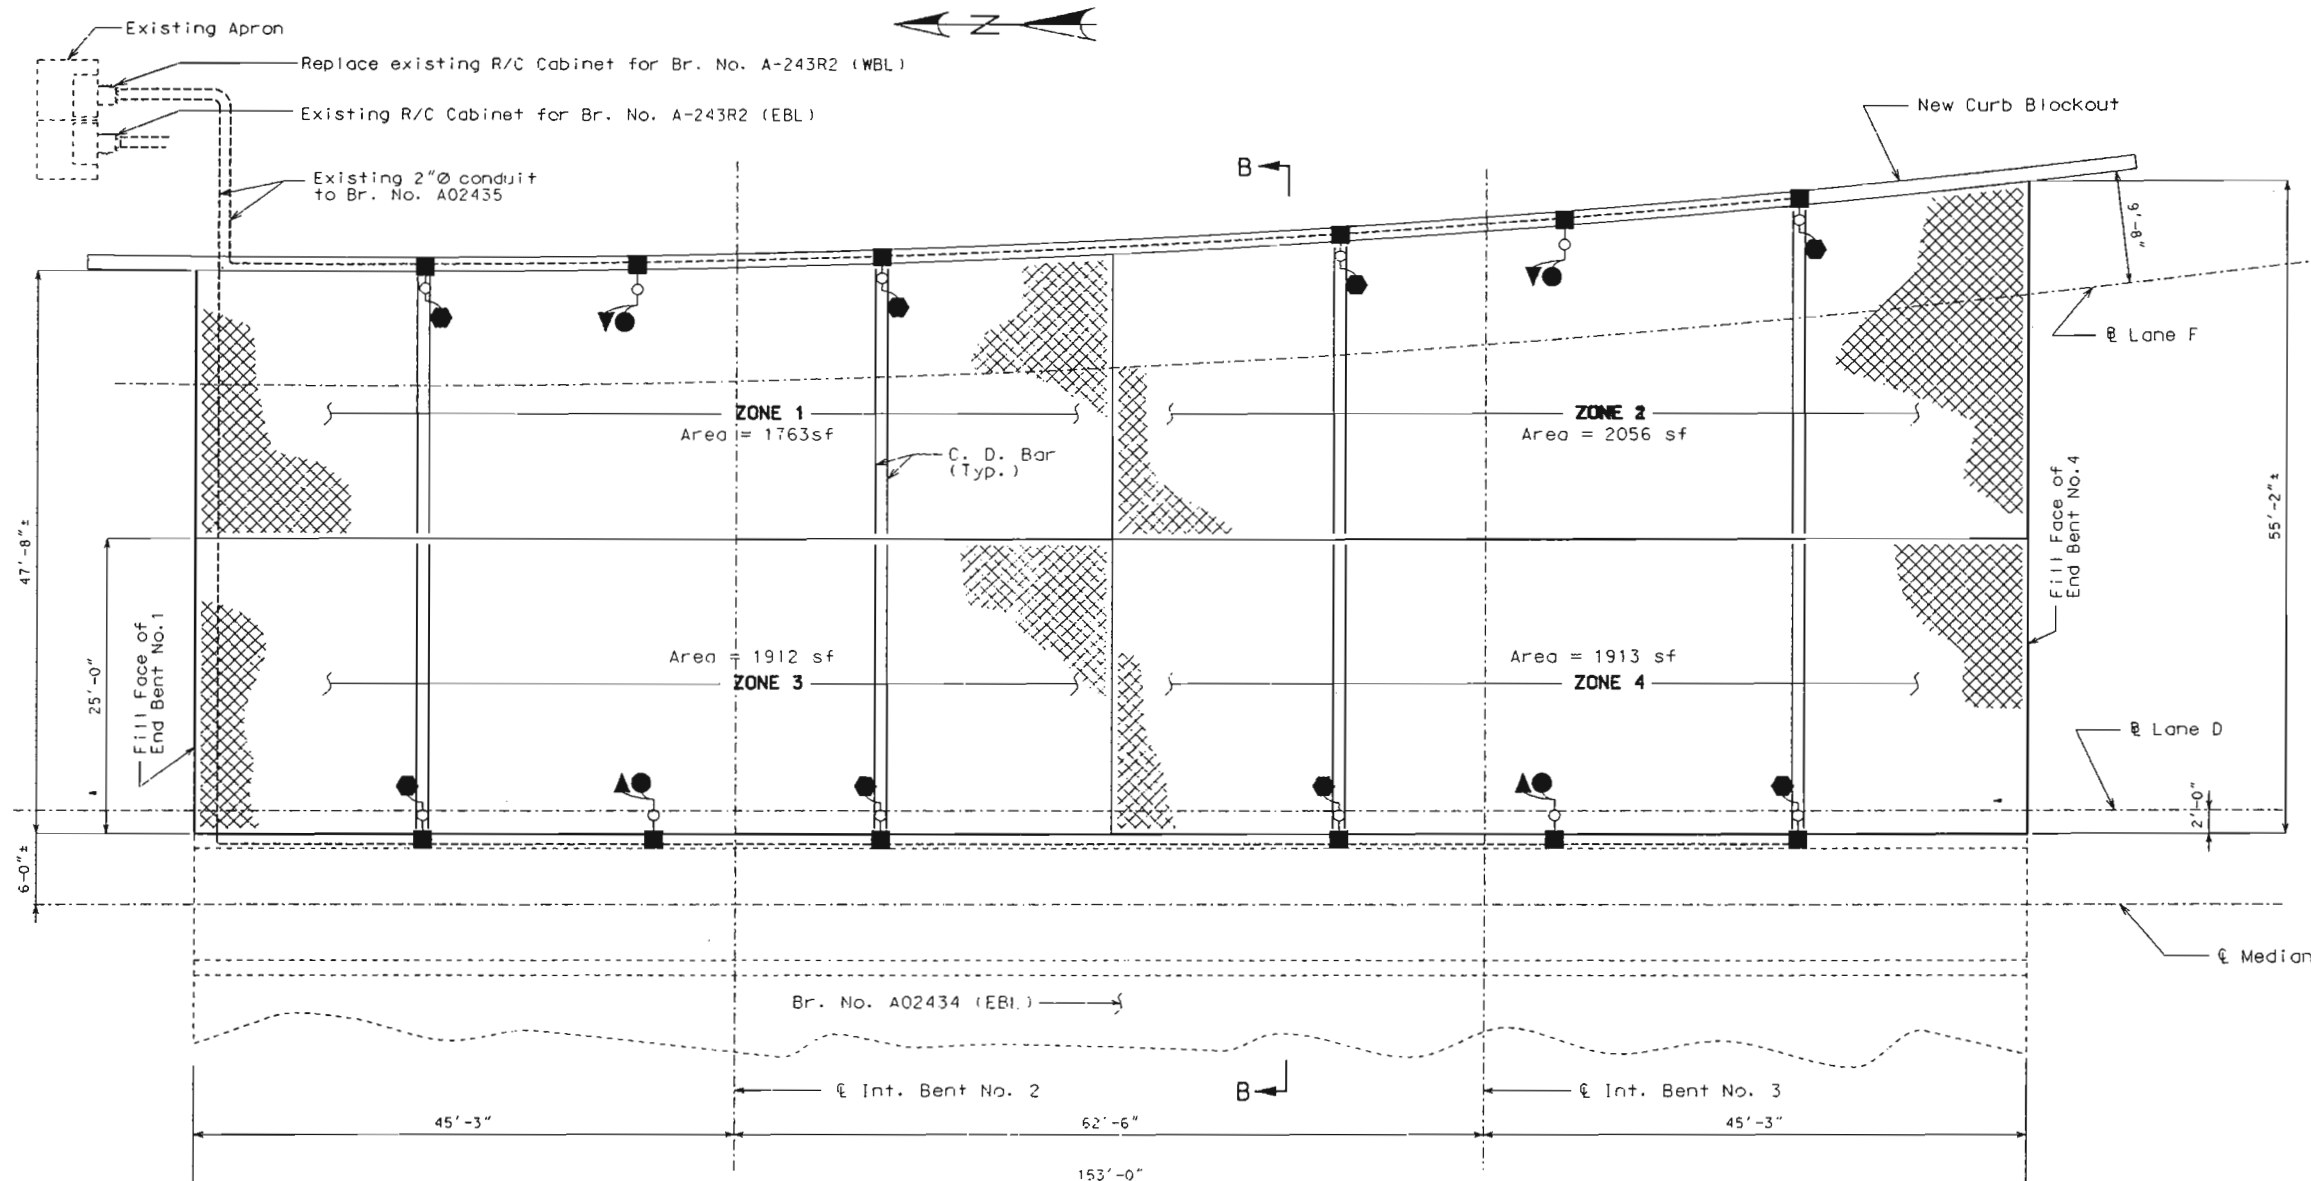 Existing Apron
N
Replace existing R/C Cabinet for Br. No. A-243R2 (WBL)
Existing R/C Cabinet for Br. No. A-243R2 (EBL)
New Curb Blockout
B
Existing 2"Ø conduit
to Br. No. A02435
9'-8"
℄ Lane F
ZONE 1
Area = 1763sf
ZONE 2
Area = 2056 sf
C. D. Bar
(Typ.)
47'-8"±
25'-0"
Fill Face of
End Bent No.1
Fill Face of
End Bent No.4
55'-2"±
Area = 1912 sf
ZONE 3
Area = 1913 sf
ZONE 4
℄ Lane D
2'-0"
6-0"±
℄ Median
Br. No. A02434 (EBL)
℄ Int. Bent No. 2
B
℄ Int. Bent No. 3
45'-3"
62'-6"
45'-3"
153'-0"